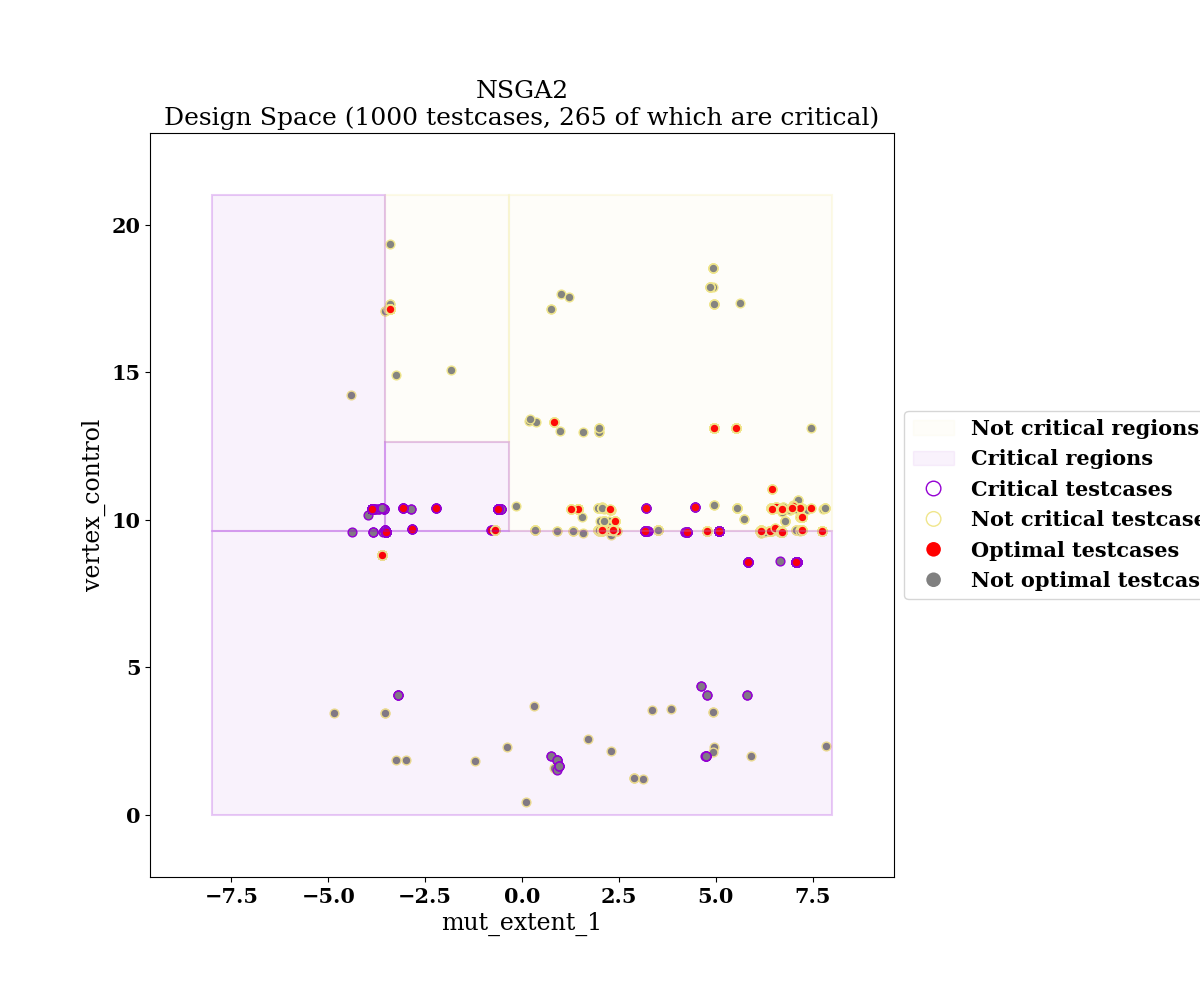 NSGA2
Design Space (1000 testcases, 265 of which are critical)
20
15
10
5
0
vertex_control
−7.5 −5.0 −2.5 0.0 2.5 5.0 7.5
mut_extent_1
Not critical regions
Critical regions
Critical testcases
Not critical testcase
Optimal testcases
Not optimal testcas